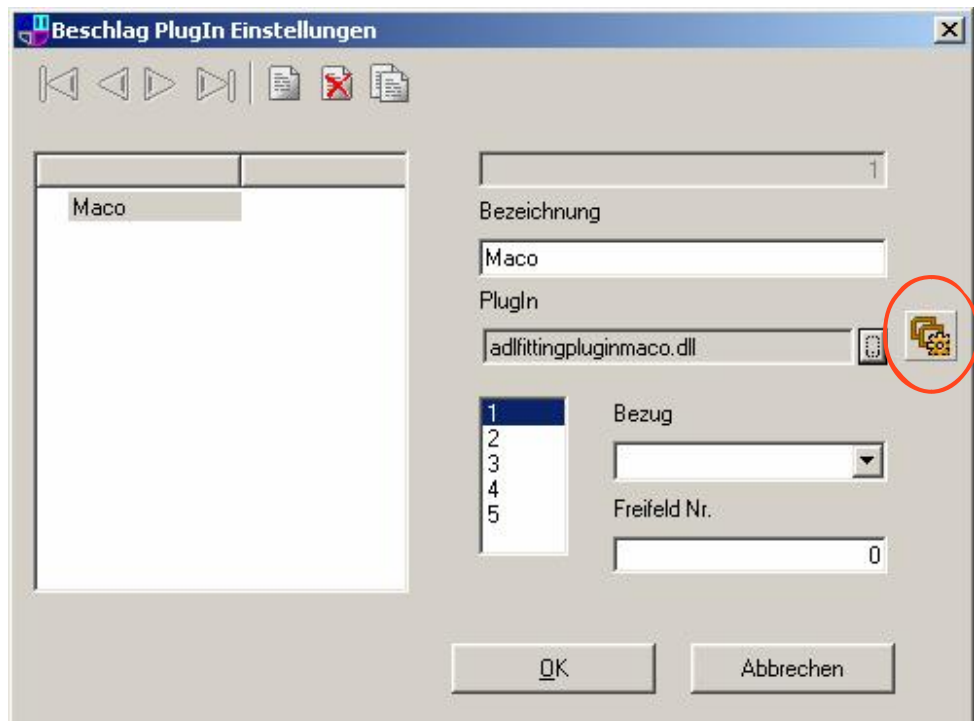 Beschlag PlugIn Einstellungen
1
Maco
Bezeichnung
Maco
PlugIn
adlfittingpluginmaco.dll
1
2
3
4
5
Bezug
Freifeld Nr.
0
OK
Abbrechen